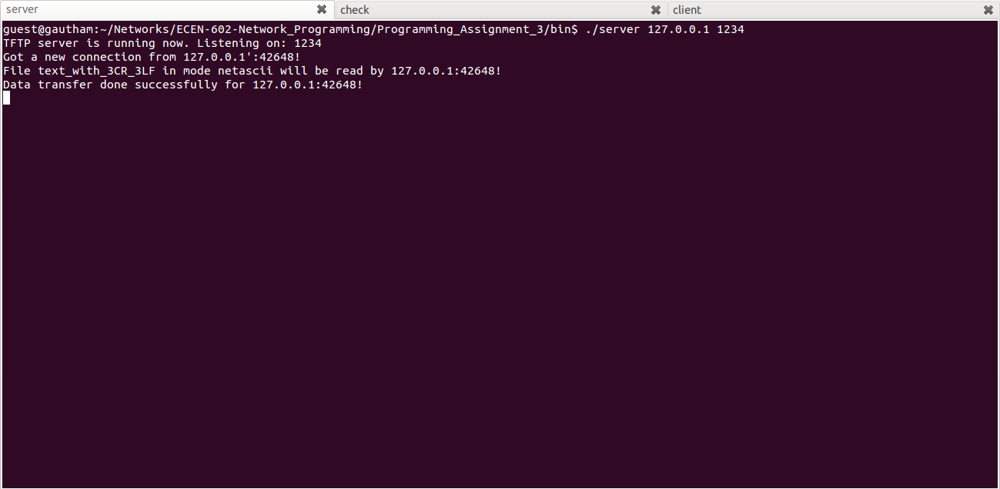 server check client
guest@gautham:~/Networks/ECEN-602-Network_Programming/Programming_Assignment_3/bin$ ./server 127.0.0.1 1234
TFTP server is running now. Listening on: 1234
Got a new connection from 127.0.0.1':42648!
File text_with_3CR_3LF in mode netascii will be read by 127.0.0.1:42648!
Data transfer done successfully for 127.0.0.1:42648!